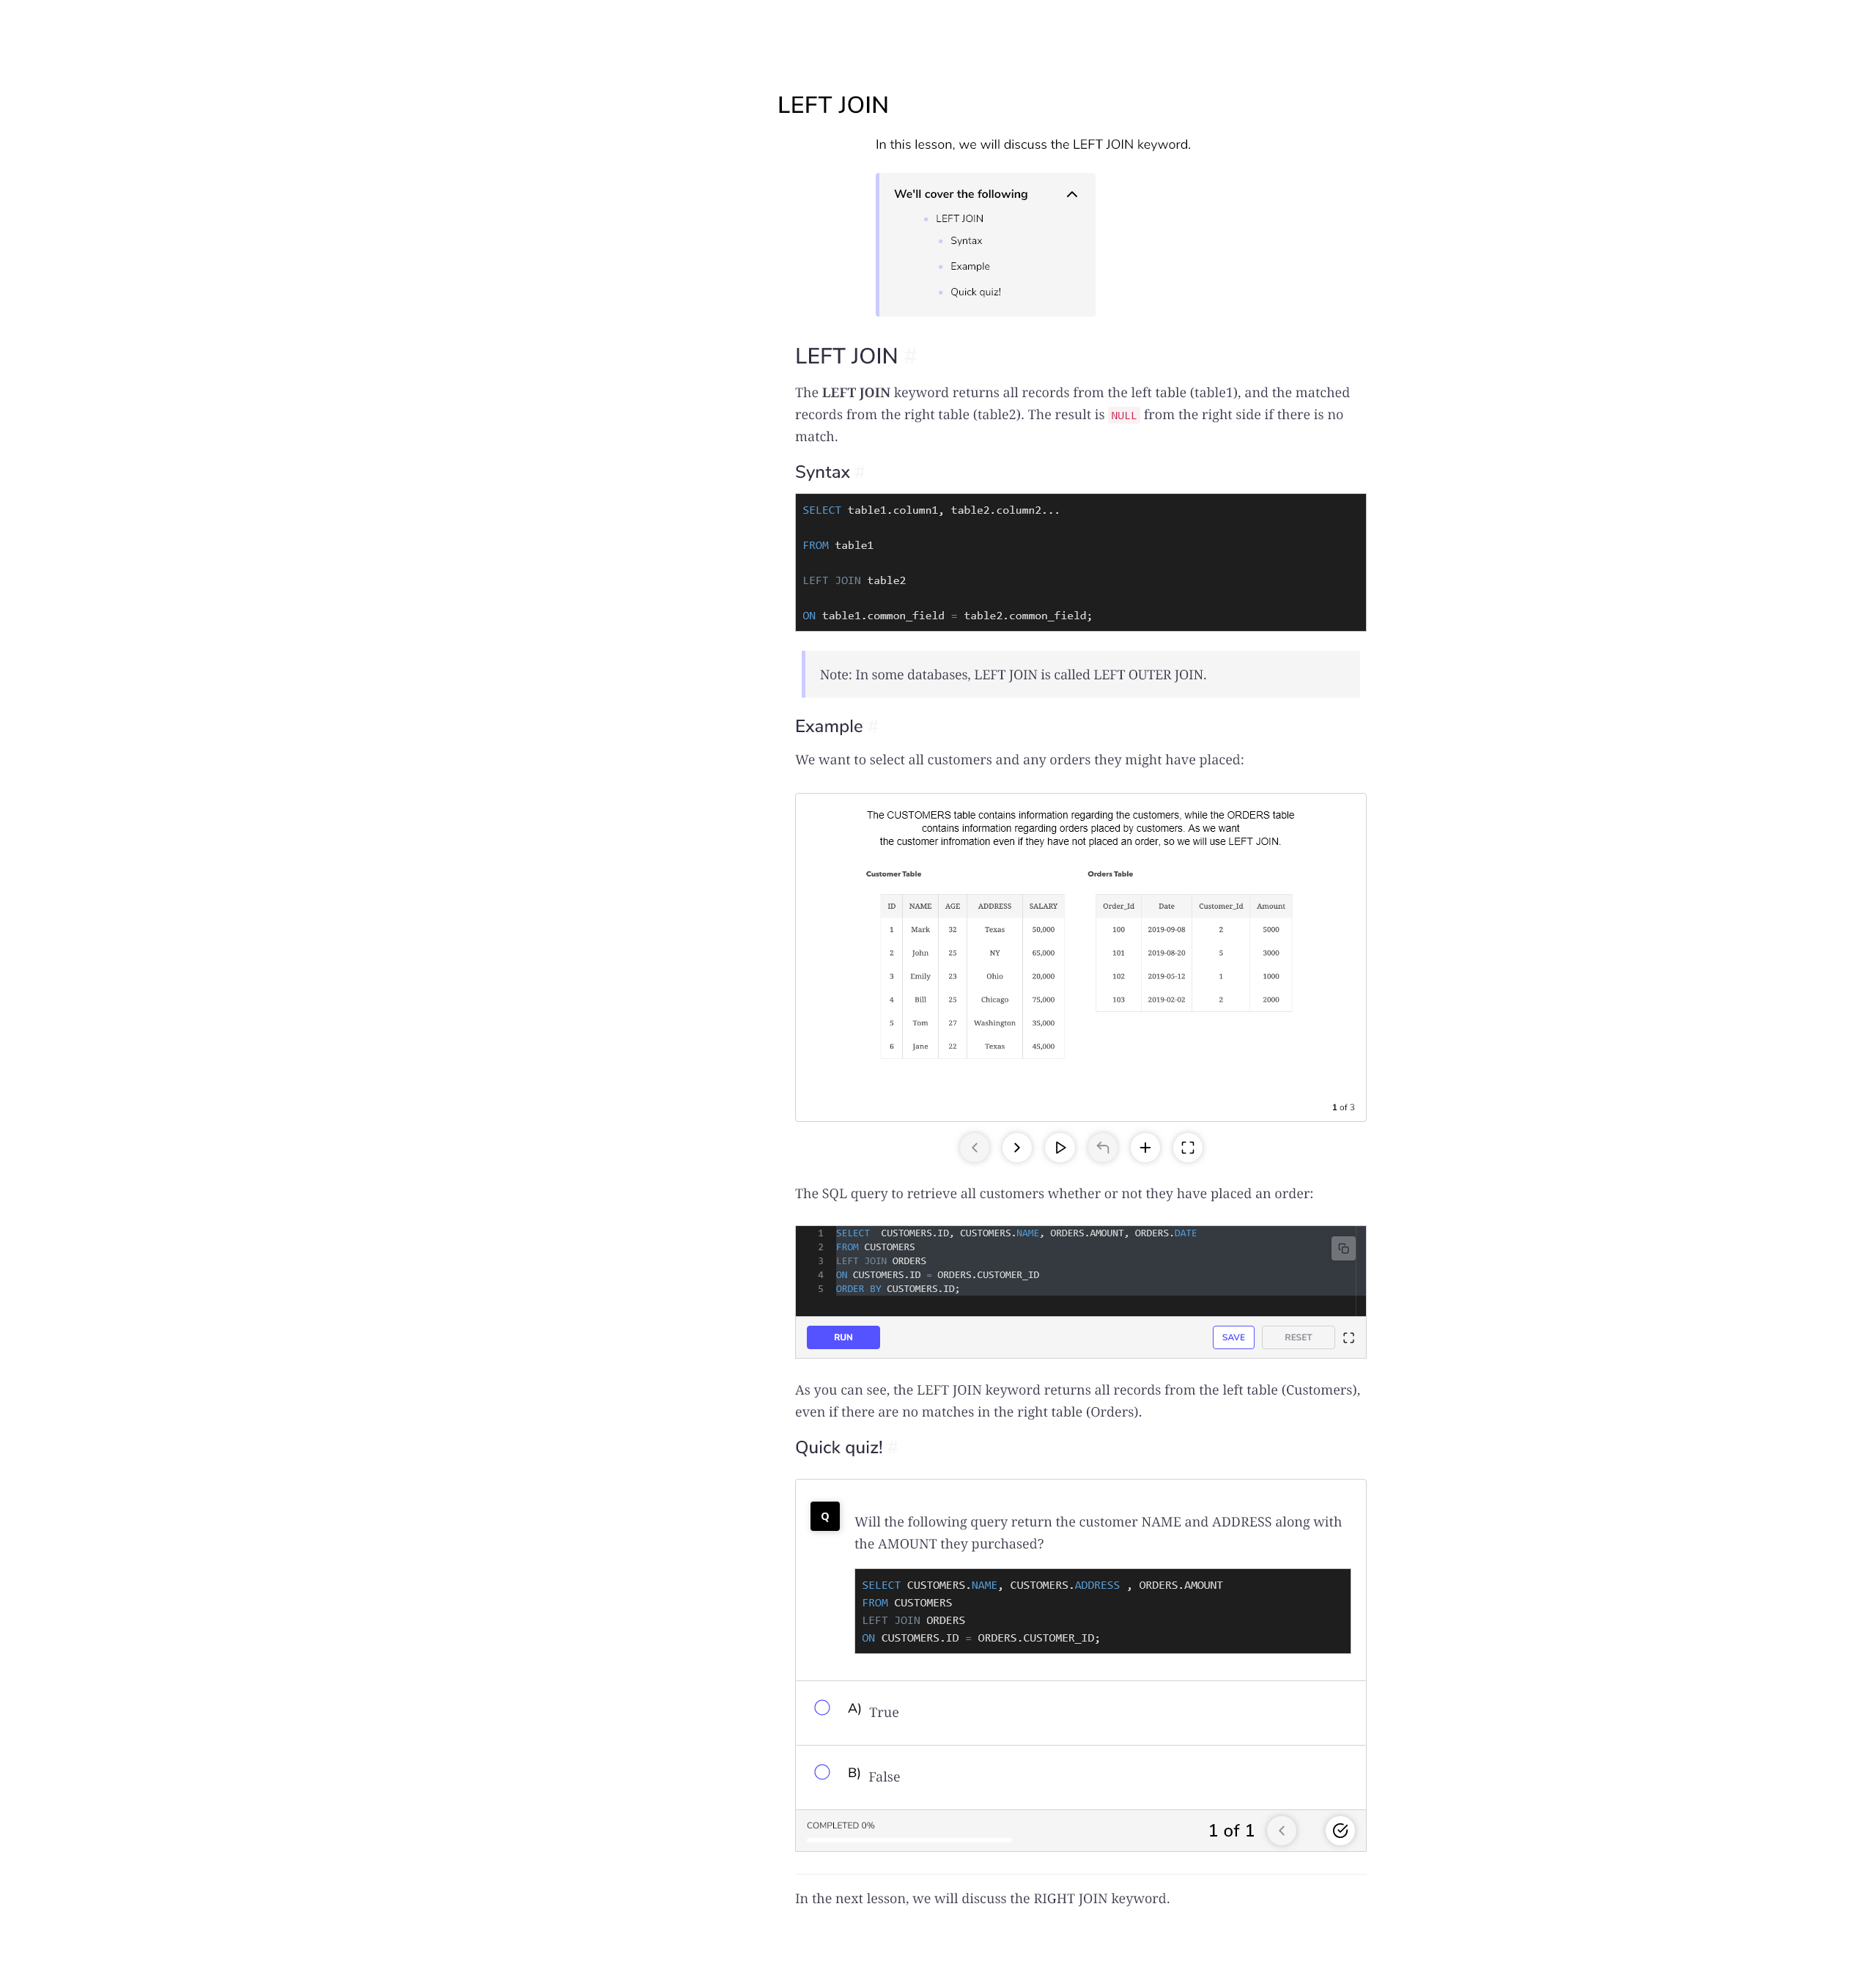 LEFT JOIN
In this lesson, we will discuss the LEFT JOIN keyword.
We'll cover the following
LEFT JOIN
Syntax
Example
Quick quiz!
LEFT JOIN #
The LEFT JOIN keyword returns all records from the left table (table1), and the matched
records from the right table (table2). The result is NULL from the right side if there is no
match.
Syntax #
SELECT table1.column1, table2.column2...
FROM table1
LEFT JOIN table2
ON table1.common_field = table2.common_field;
Note: In some databases, LEFT JOIN is called LEFT OUTER JOIN.
Example #
We want to select all customers and any orders they might have placed:
The CUSTOMERS table contains information regarding the customers, while the ORDERS table
contains information regarding orders placed by customers. As we want
the customer infromation even if they have not placed an order, so we will use LEFT JOIN.
Customer Table
ID NAME AGE ADDRESS SALARY
1 Mark 32 Texas 50,000
2 John 25 NY 65,000
3 Emily 23 Ohio 20,000
4 Bill 25 Chicago 75,000
5 Tom 27 Washington 35,000
6 Jane 22 Texas 45,000
Orders Table
Order_Id Date Customer_Id Amount
100 2019-09-08 2 5000
101 2019-08-20 5 3000
102 2019-05-12 1 1000
103 2019-02-02 2 2000
1 of 3
The SQL query to retrieve all customers whether or not they have placed an order:
1 SELECT  CUSTOMERS.ID, CUSTOMERS.NAME, ORDERS.AMOUNT, ORDERS.DATE
2 FROM CUSTOMERS
3 LEFT JOIN ORDERS
4 ON CUSTOMERS.ID = ORDERS.CUSTOMER_ID
5 ORDER BY CUSTOMERS.ID;
RUN SAVE RESET
As you can see, the LEFT JOIN keyword returns all records from the left table (Customers),
even if there are no matches in the right table (Orders).
Quick quiz! #
Q
Will the following query return the customer NAME and ADDRESS along with
the AMOUNT they purchased?
SELECT CUSTOMERS.NAME, CUSTOMERS.ADDRESS , ORDERS.AMOUNT
FROM CUSTOMERS
LEFT JOIN ORDERS
ON CUSTOMERS.ID = ORDERS.CUSTOMER_ID;
A) True
B) False
COMPLETED 0%
1 of 1
In the next lesson, we will discuss the RIGHT JOIN keyword.